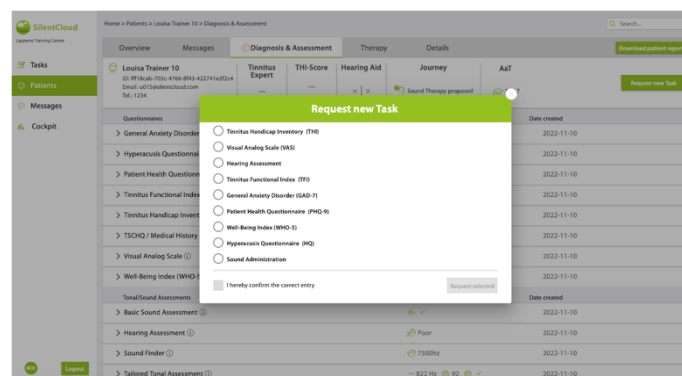 SilentCloud
Lapperre Training Center
Tasks
Patients
Messages
Cockpit
Logout
Home > Patients > Louisa Trainer 10 > Diagnosis & Assessment
Search...
Overview Messages Diagnosis & Assessment Therapy Details
Download patient repor
Louisa Trainer 10
Email: u015@silentcloud.com
Tel.: 1234
Tinnitus Expert
—
THI-Score
—
Hearing Aid
× | ×
Journey
Sound Therapy proposed
AaT
Request new Task
Questionnaires Date created
General Anxiety Disorder 2022-11-10
Hyperacusis Questionnai 2022-11-10
Patient Health Questionn 2022-11-10
Tinnitus Functional Index 2022-11-10
Tinnitus Handicap Invent 2022-11-10
TSCHQ / Medical History 2022-11-10
Visual Analog Scale 2022-11-10
Well-Being Index (WHO-5 2022-11-10
Tonal/Sound Assessments Date created
Basic Sound Assessment 2022-11-10
Hearing Assessment Poor 2022-11-10
Sound Finder 7500hz 2022-11-10
Tailored Tonal Assessment 822 Hz 92 2022-11-10
Request new Task
Tinnitus Handicap Inventory (THI)
Visual Analog Scale (VAS)
Hearing Assessment
Tinnitus Functional Index (TFI)
General Anxiety Disorder (GAD-7)
Patient Health Questionnaire (PHQ-9)
Well-Being Index (WHO-5)
Hyperacusis Questionnaire (HQ)
Sound Administration
I hereby confirm the correct entry
Request selected